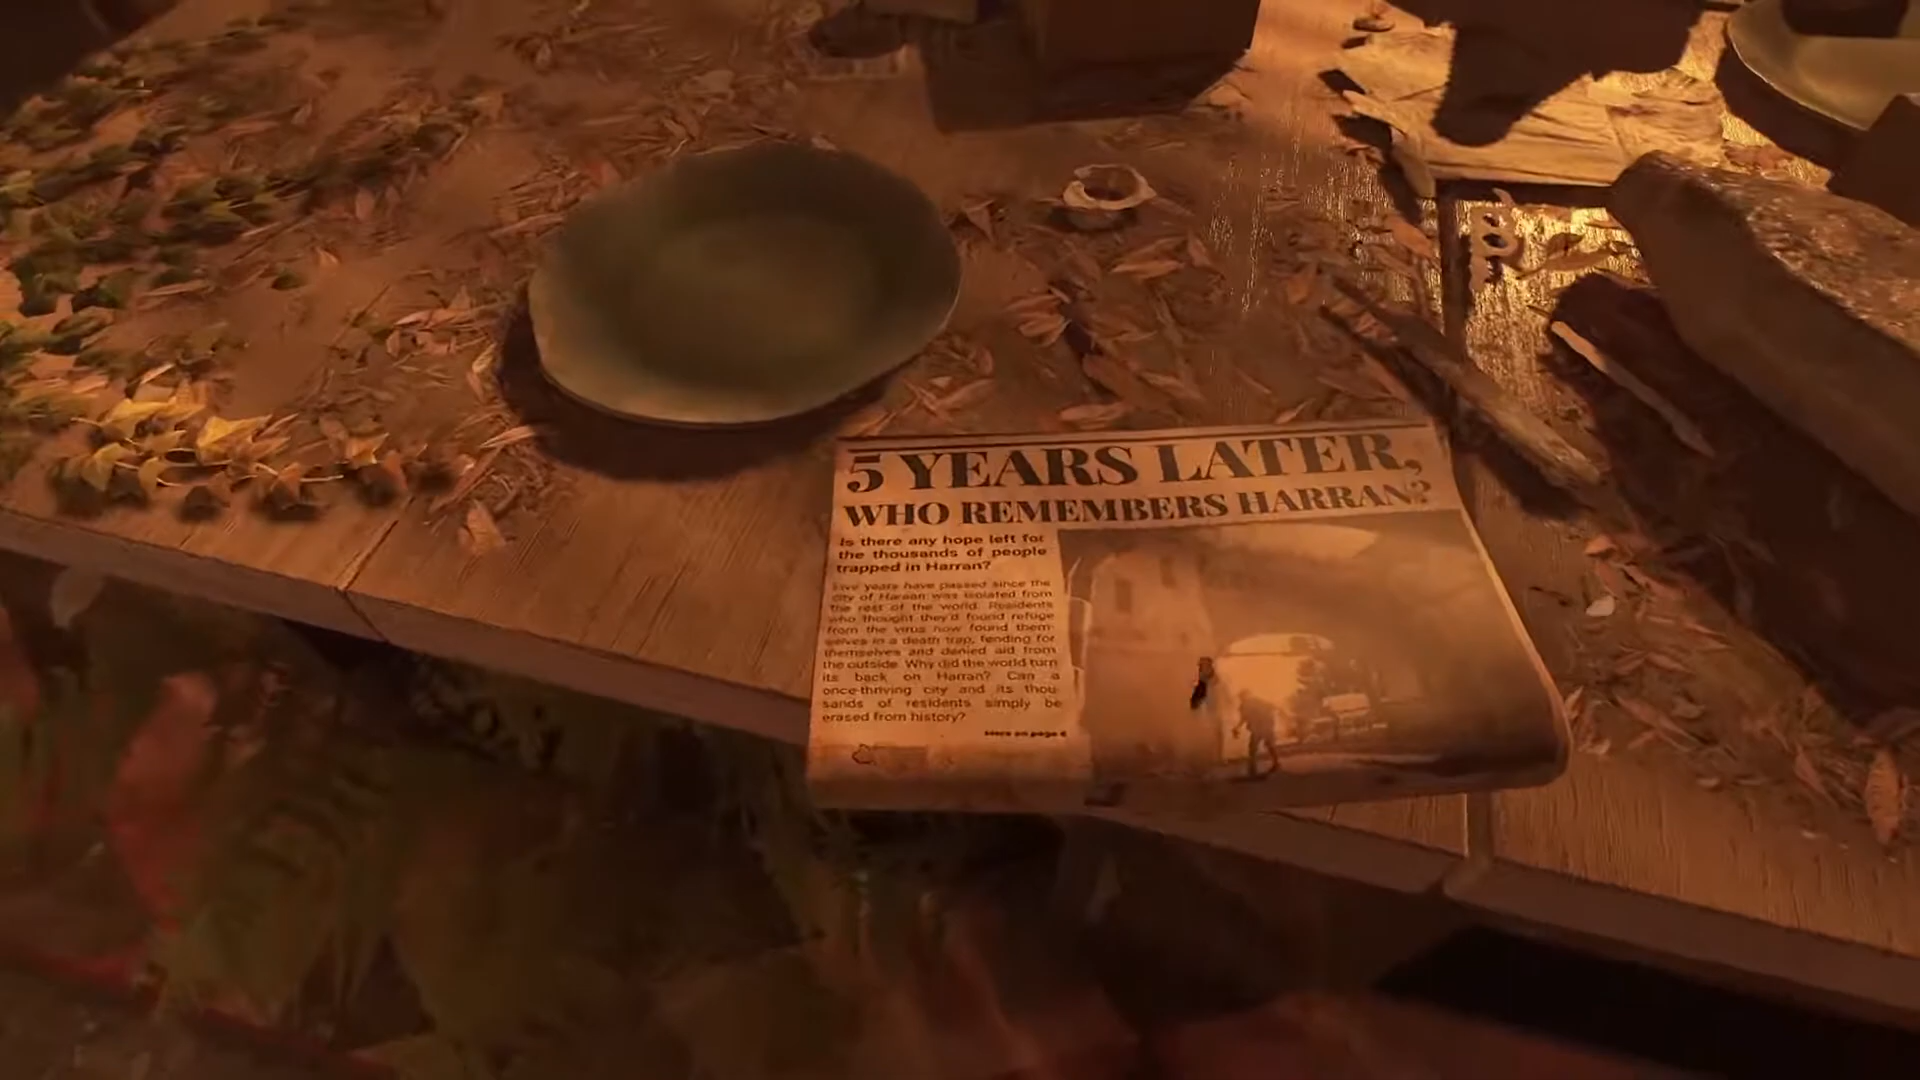 5 YEARS LATER,
WHO REMEMBERS HARRAN?
Is there any hope left for
the thousands of people
trapped in Harran?
Five years have passed since the
city of Harran was isolated from
the rest of the world. Residents
who thought they'd found refuge
from the virus now found them-
selves in a death trap, fending for
themselves and denied aid from
the outside. Why did the world turn
its back on Harran? Can a
once-thriving city and its thou-
sands of residents simply be
erased from history?
More on page 6